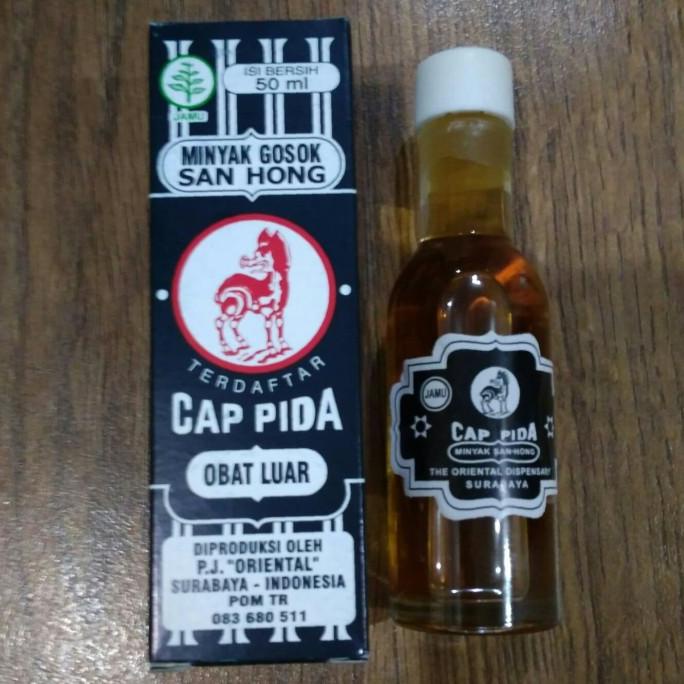 ISI BERSIH
50 ml
JAMU
MINYAK GOSOK
SAN HONG
TERDAFTAR
CAP PIDA
OBAT LUAR
DIPRODUKSI OLEH
P.J. "ORIENTAL"
SURABAYA - INDONESIA
POM TR
083 680 511
JAMU
CAP PIDA
MINYAK SAN-HONG
THE ORIENTAL DISPENSARY
SURABAYA